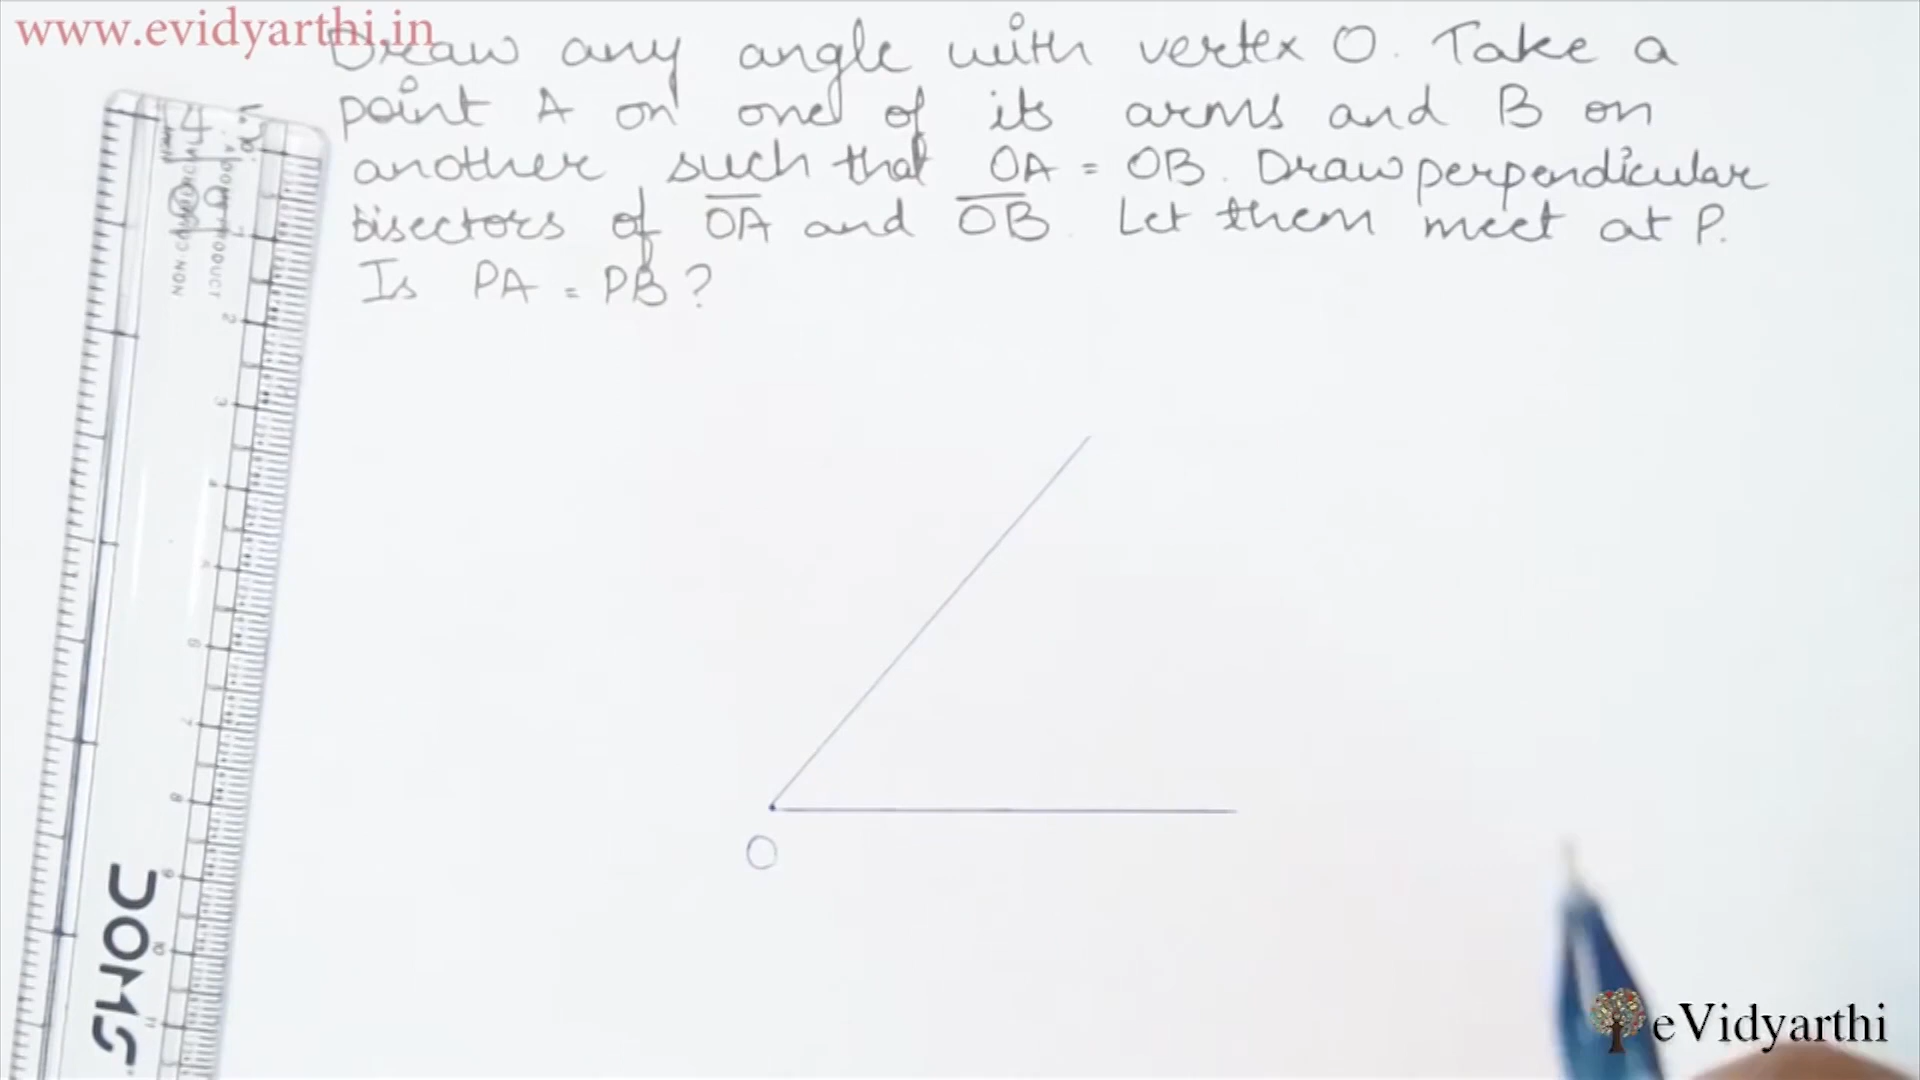 www.evidyarthi.in
Draw any angle with vertex O. Take a
point A on one of its arms and B on
another such that OA = OB. Draw perpendicular
bisectors of OA and OB. Let them meet at P.
Is PA = PB?
O
DOMS
eVidyarthi